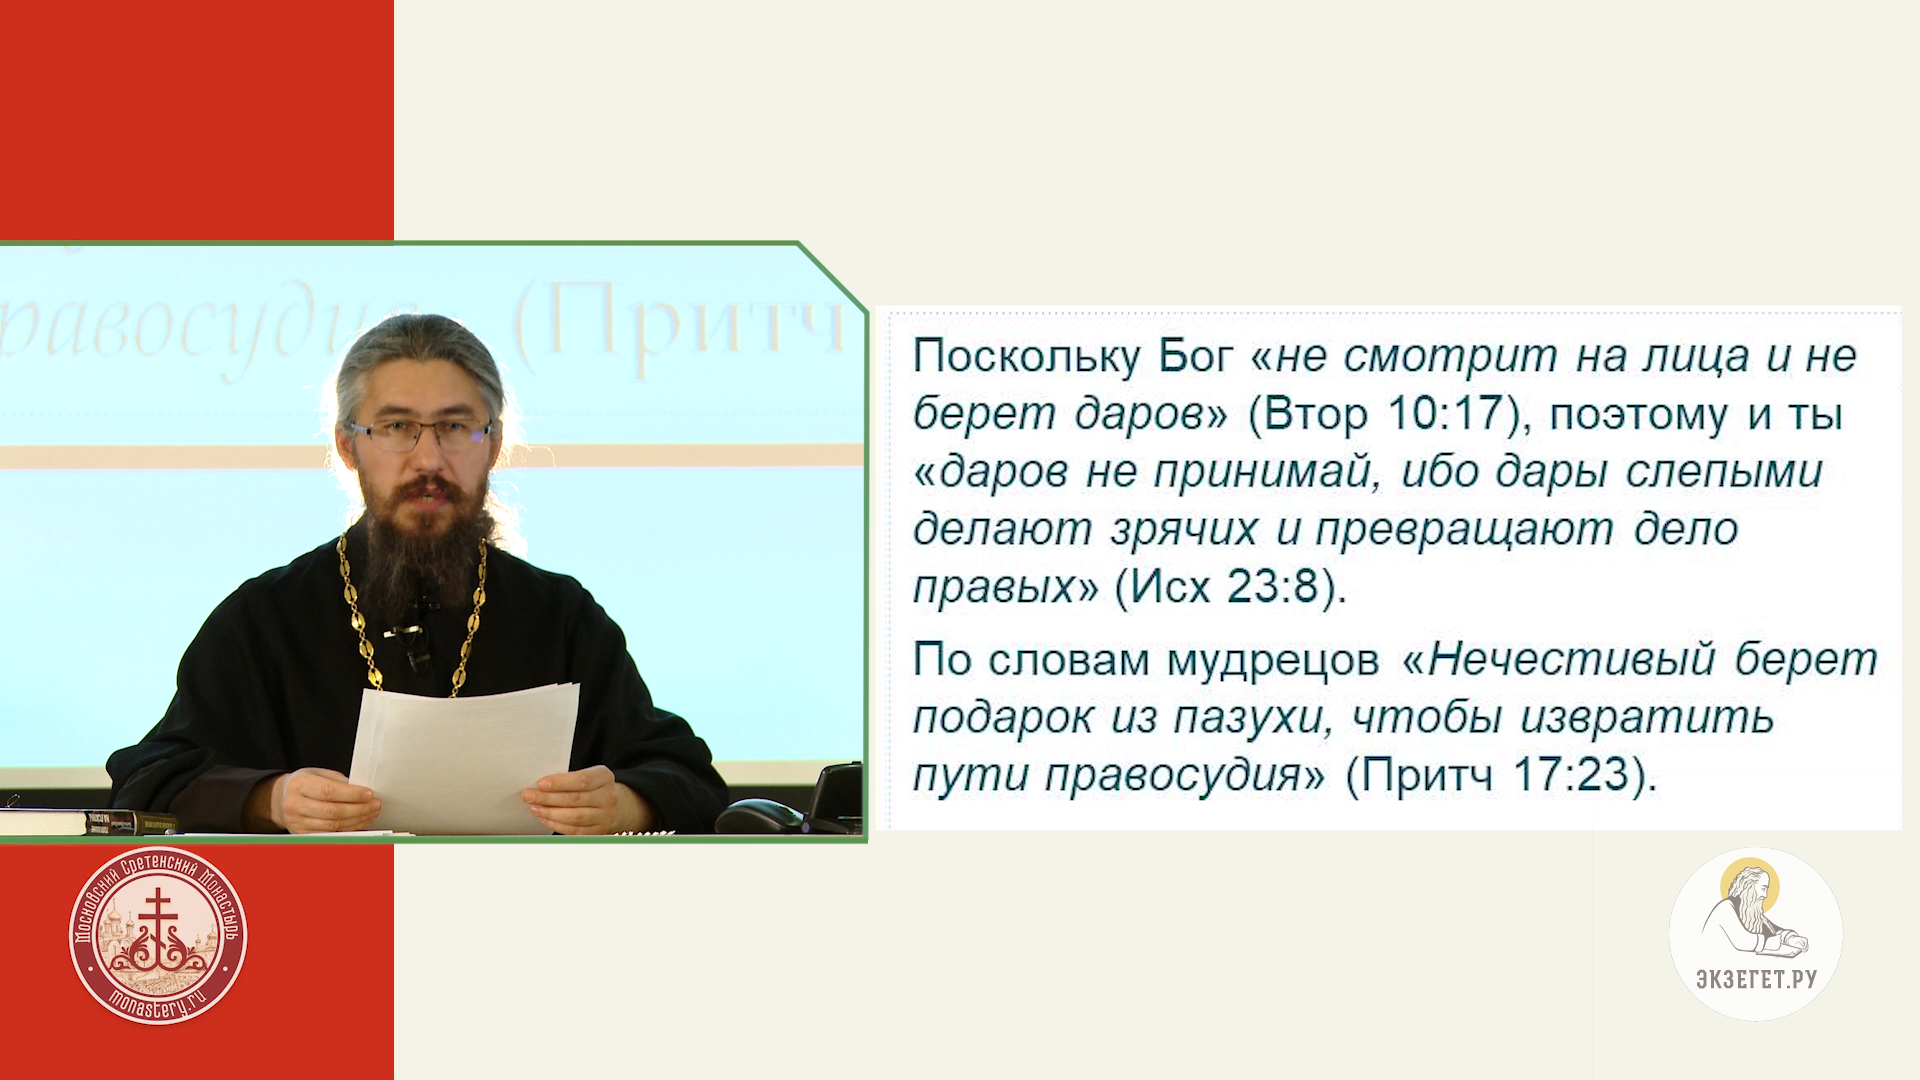 равосудия» (Притч
Поскольку Бог «не смотрит на лица и не
берет даров» (Втор 10:17), поэтому и ты
«даров не принимай, ибо дары слепыми
делают зрячих и превращают дело
правых» (Исх 23:8).
По словам мудрецов «Нечестивый берет
подарок из пазухи, чтобы извратить
пути правосудия» (Притч 17:23).
Московский Сретенский Монастырь
monastery.ru
ЭКЗЕГЕТ.РУ